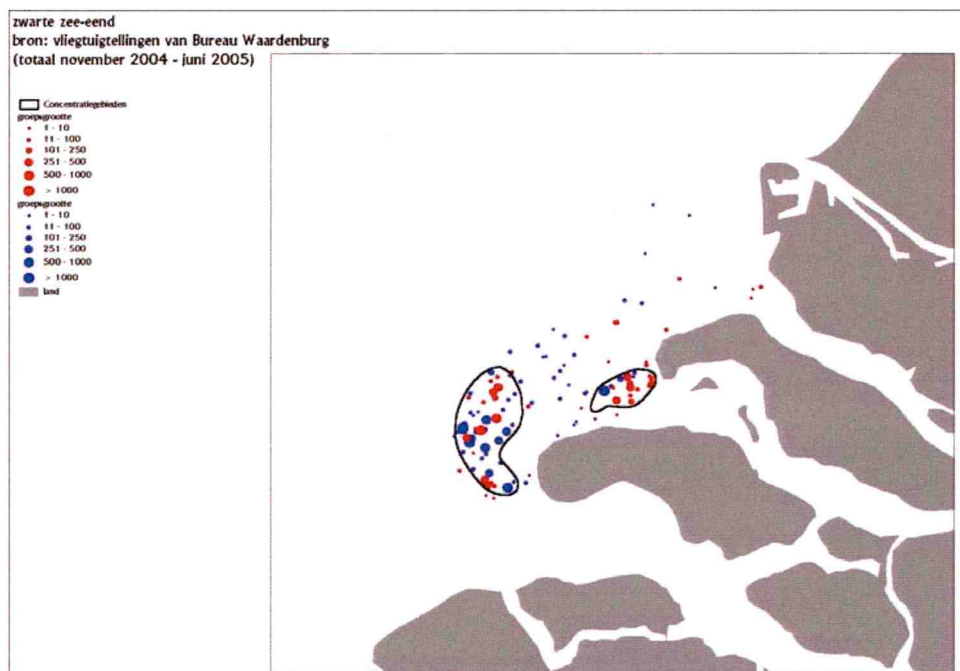 zwarte zee-eend
bron: vliegtuigtellingen van Bureau Waardenburg
(totaal november 2004 - juni 2005)
Concentratiegebieden
groepsgrootte
1 - 10
11 - 100
101 - 250
251 - 500
500 - 1000
> 1000
groepsgrootte
1 - 10
11 - 100
101 - 250
251 - 500
500 - 1000
> 1000
land